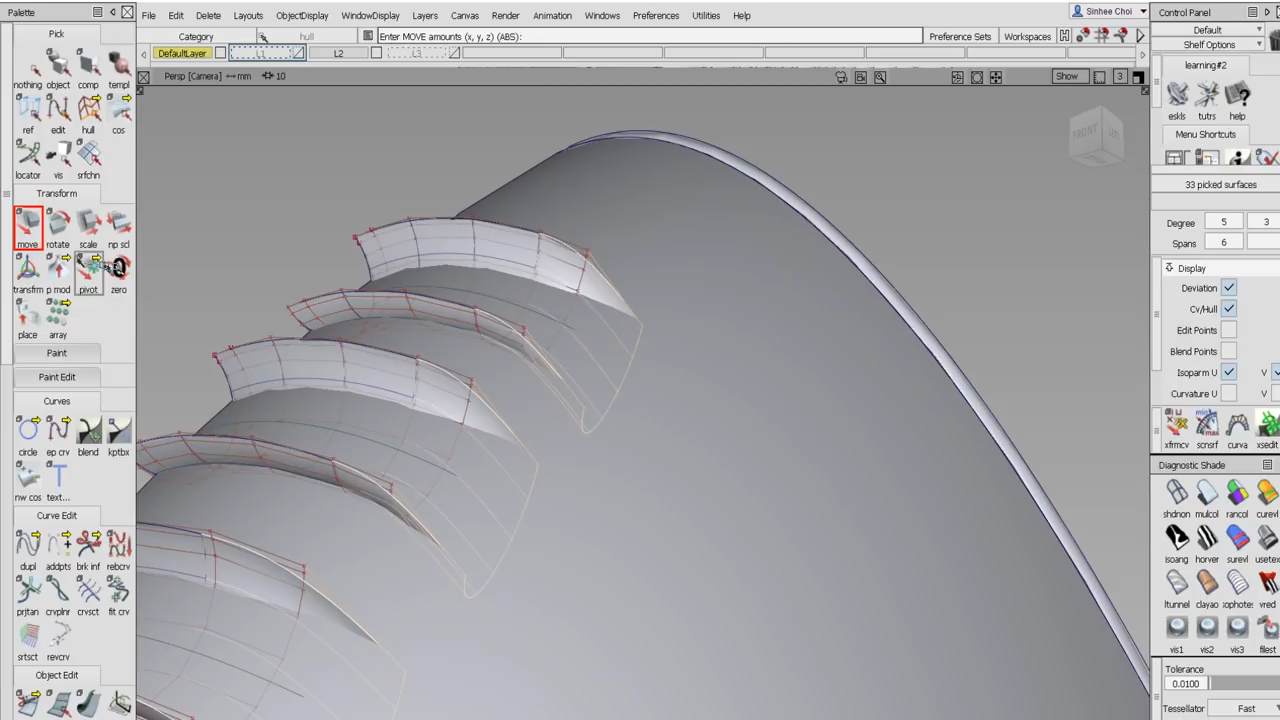 Palette
File Edit Delete Layouts ObjectDisplay WindowDisplay Layers Canvas Render Animation Windows Preferences Utilities Help
Sinhee Choi
Control Panel
Default
Shelf Options
Category hull Enter MOVE amounts (x, y, z) (ABS): Preference Sets Workspaces
DefaultLayer L1 L2 L3
Persp [Camera] mm 10 Show 3
FRONT
Pick
nothing object comp templ
ref edit hull cos
locator vis srfchn
Transform
move rotate scale np scl
transfrm p mod pivot zero
place array
Paint
Paint Edit
Curves
circle ep crv blend kptbx
nw cos text...
Curve Edit
dupl addpts brk inf rebcrv
prjtan crvplnr crvsct fit crv
srtsct revcrv
Object Edit
learning#2
eskls tutrs help
Menu Shortcuts
33 picked surfaces
Degree 5 3
Spans 6
Display
Deviation
Cv/Hull
Edit Points
Blend Points
Isoparm U V
Curvature U V
xfrmcv scnsrf curva xsedit
Diagnostic Shade
shdnon mulcol rancol curvel
isoang horver surevl usetex
ltunnel clayao sophotes vred
vis1 vis2 vis3 filest
Tolerance
0.0100
Tessellator Fast